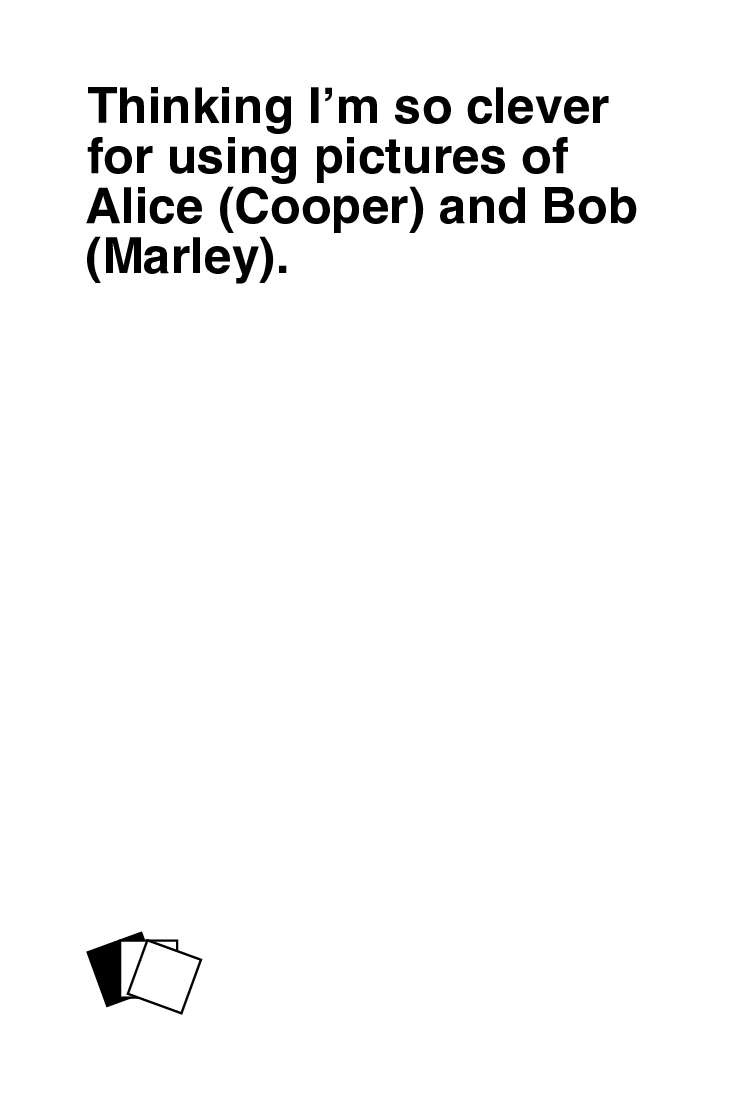 Thinking I’m so clever
for using pictures of
Alice (Cooper) and Bob
(Marley).